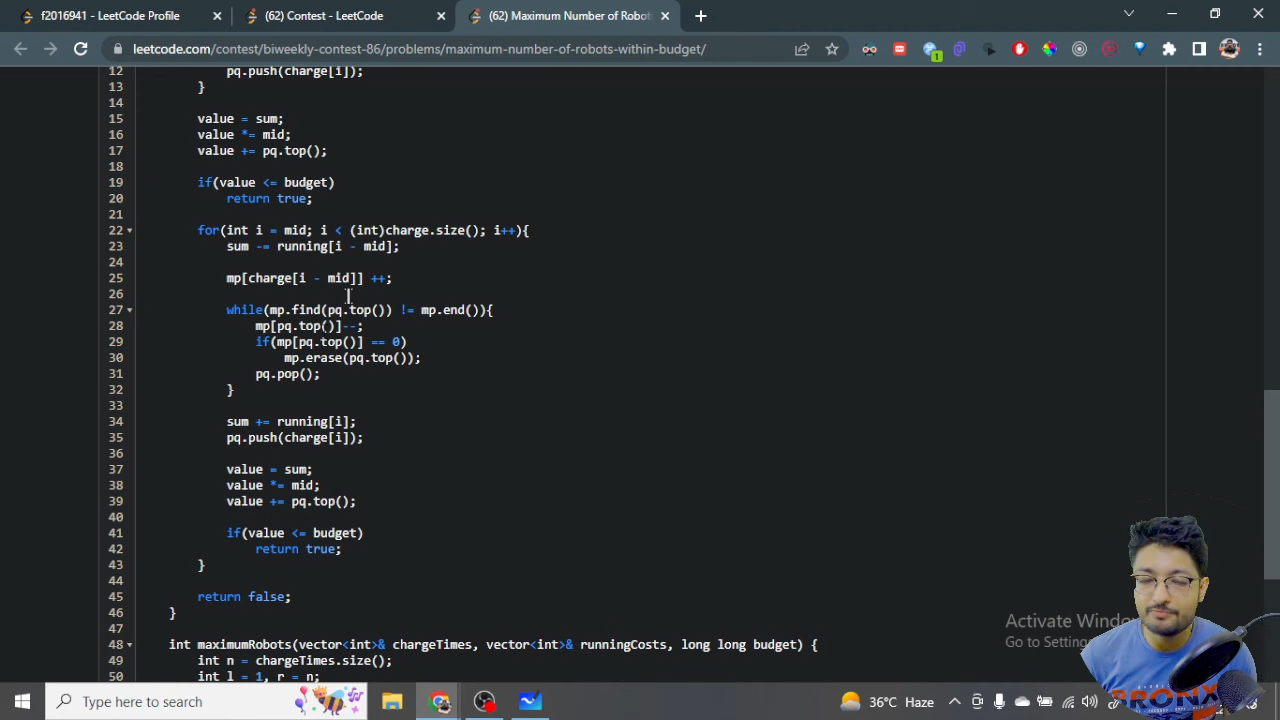 f2016941 - LeetCode Profile
(62) Contest - LeetCode
(62) Maximum Number of Robots
leetcode.com/contest/biweekly-contest-86/problems/maximum-number-of-robots-within-budget/
1
12 pq.push(charge[i]);
13 }
14
15 value = sum;
16 value *= mid;
17 value += pq.top();
18
19 if(value <= budget)
20 return true;
21
22 for(int i = mid; i < (int)charge.size(); i++){
23 sum -= running[i - mid];
24
25 mp[charge[i - mid]] ++;
26
27 while(mp.find(pq.top()) != mp.end()){
28 mp[pq.top()]--;
29 if(mp[pq.top()] == 0)
30 mp.erase(pq.top());
31 pq.pop();
32 }
33
34 sum += running[i];
35 pq.push(charge[i]);
36
37 value = sum;
38 value *= mid;
39 value += pq.top();
40
41 if(value <= budget)
42 return true;
43 }
44
45 return false;
46 }
47
48 int maximumRobots(vector<int>& chargeTimes, vector<int>& runningCosts, long long budget) {
49 int n = chargeTimes.size();
50 int l = 1, r = n;
Activate Windo
Go to Settings
BRONX
Type here to search
36°C Haze